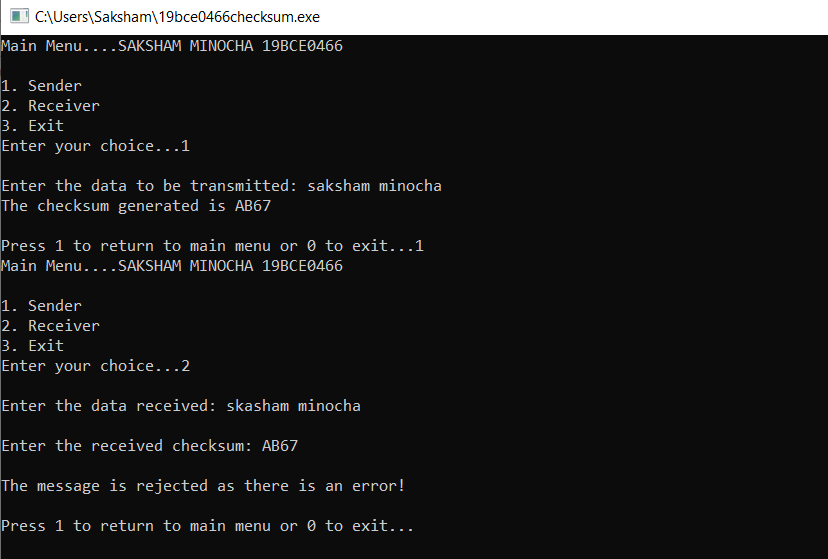 C:\Users\Saksham\19bce0466checksum.exe
Main Menu....SAKSHAM MINOCHA 19BCE0466
1. Sender
2. Receiver
3. Exit
Enter your choice...1
Enter the data to be transmitted: saksham minocha
The checksum generated is AB67
Press 1 to return to main menu or 0 to exit...1
Main Menu....SAKSHAM MINOCHA 19BCE0466
1. Sender
2. Receiver
3. Exit
Enter your choice...2
Enter the data received: skasham minocha
Enter the received checksum: AB67
The message is rejected as there is an error!
Press 1 to return to main menu or 0 to exit...